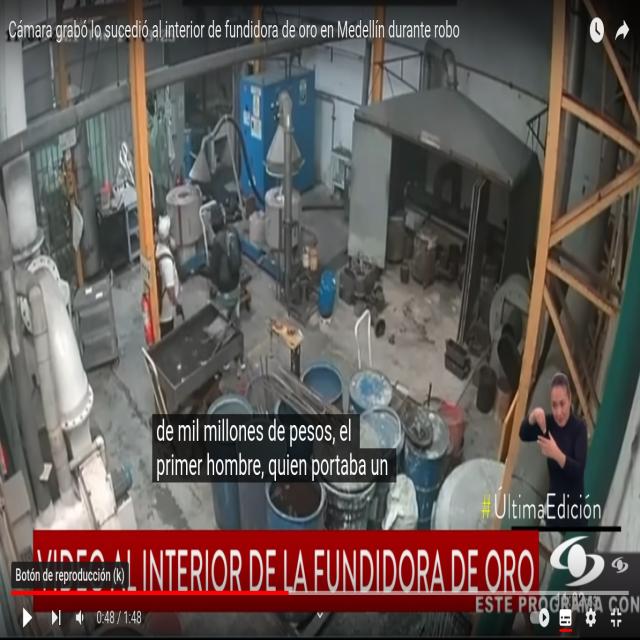 Cámara grabó lo sucedió al interior de fundidora de oro en Medellín durante robo
de mil millones de pesos, el
primer hombre, quien portaba un
#ÚltimaEdición
VIDEO AL INTERIOR DE LA FUNDIDORA DE ORO
Botón de reproducción (k)
ESTE PROGRAMA CON
0:48 / 1:48